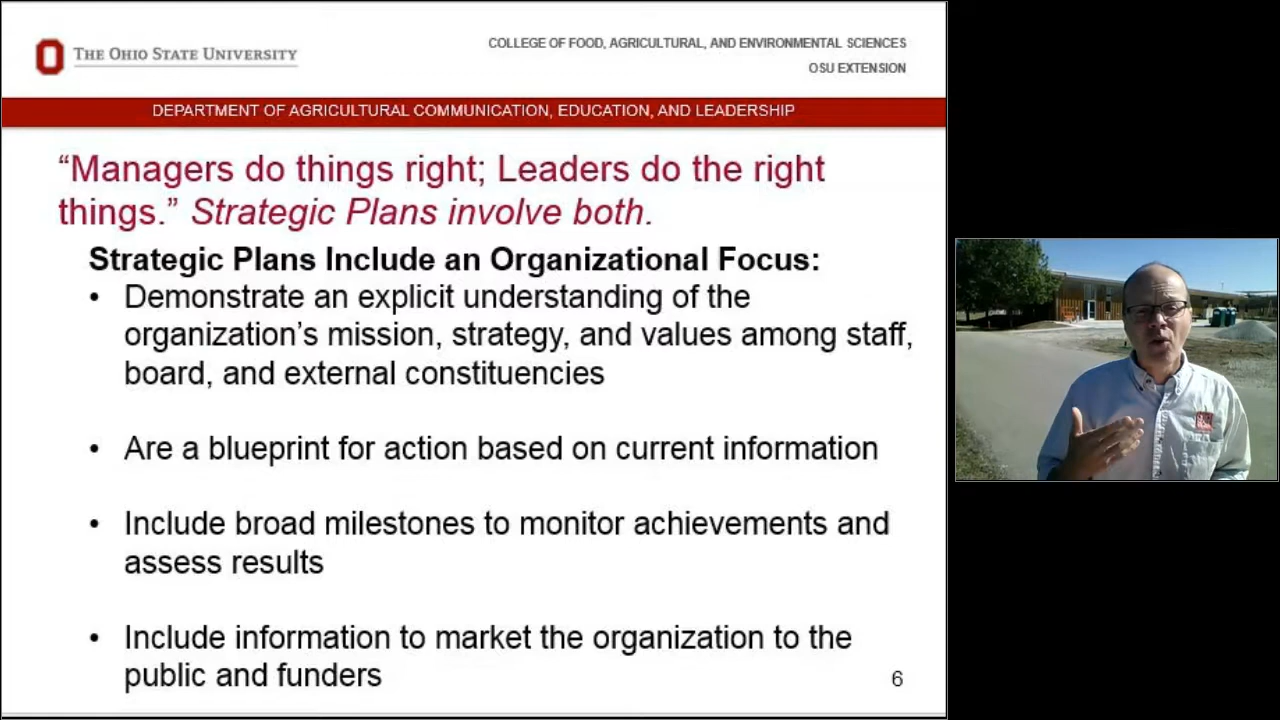 THE OHIO STATE UNIVERSITY
COLLEGE OF FOOD, AGRICULTURAL, AND ENVIRONMENTAL SCIENCES
OSU EXTENSION
DEPARTMENT OF AGRICULTURAL COMMUNICATION, EDUCATION, AND LEADERSHIP
“Managers do things right; Leaders do the right
things.” Strategic Plans involve both.
Strategic Plans Include an Organizational Focus:
• Demonstrate an explicit understanding of the
organization’s mission, strategy, and values among staff,
board, and external constituencies
• Are a blueprint for action based on current information
• Include broad milestones to monitor achievements and
assess results
• Include information to market the organization to the
public and funders
6